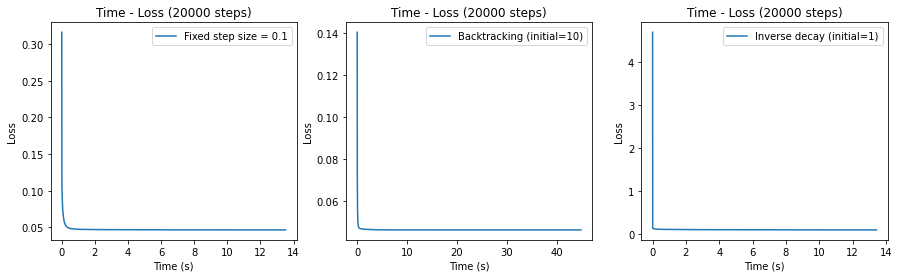 Time - Loss (20000 steps)
Fixed step size = 0.1
Loss
0.30
0.25
0.20
0.15
0.10
0.05
0 2 4 6 8 10 12 14
Time (s)
Time - Loss (20000 steps)
Backtracking (initial=10)
Loss
0.14
0.12
0.10
0.08
0.06
0 10 20 30 40
Time (s)
Time - Loss (20000 steps)
Inverse decay (initial=1)
Loss
4
3
2
1
0
0 2 4 6 8 10 12 14
Time (s)